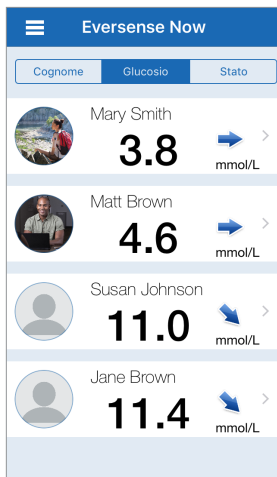 Eversense Now
Cognome Glucosio Stato
Mary Smith
3.8
mmol/L
Matt Brown
4.6
mmol/L
Susan Johnson
11.0
mmol/L
Jane Brown
11.4
mmol/L